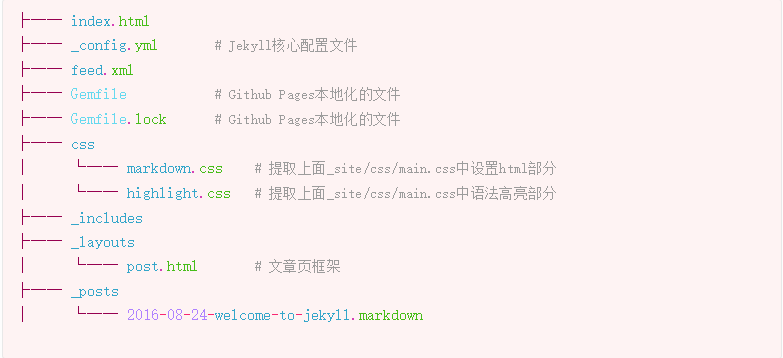 ├── index.html
├── _config.yml       # Jekyll核心配置文件
├── feed.xml
├── Gemfile           # Github Pages本地化的文件
├── Gemfile.lock      # Github Pages本地化的文件
├── css
│      └── markdown.css    # 提取上面_site/css/main.css中设置html部分
│      └── highlight.css   # 提取上面_site/css/main.css中语法高亮部分
├── _includes
├── _layouts
│      └── post.html       # 文章页框架
├── _posts
│      └── 2016-08-24-welcome-to-jekyll.markdown